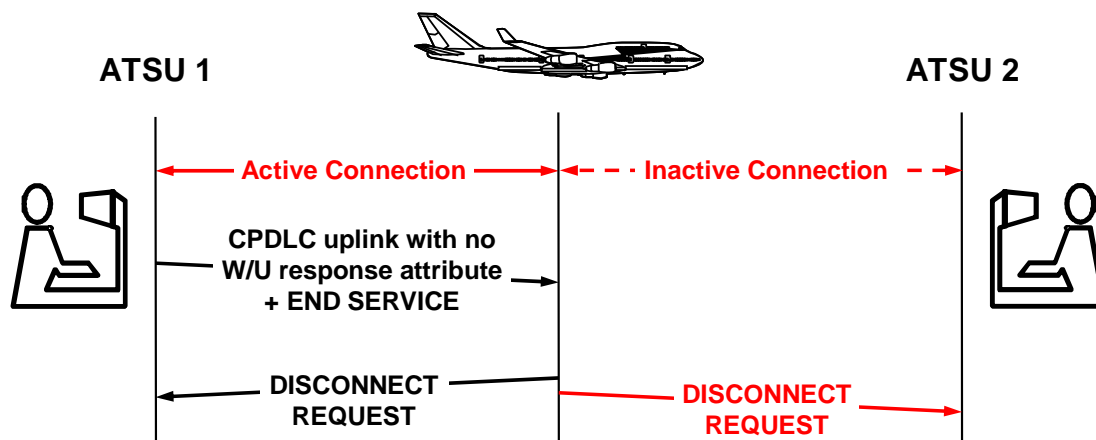 ATSU 1
ATSU 2
Active Connection
Inactive Connection
CPDLC uplink with no
W/U response attribute
+ END SERVICE
DISCONNECT
REQUEST
DISCONNECT
REQUEST